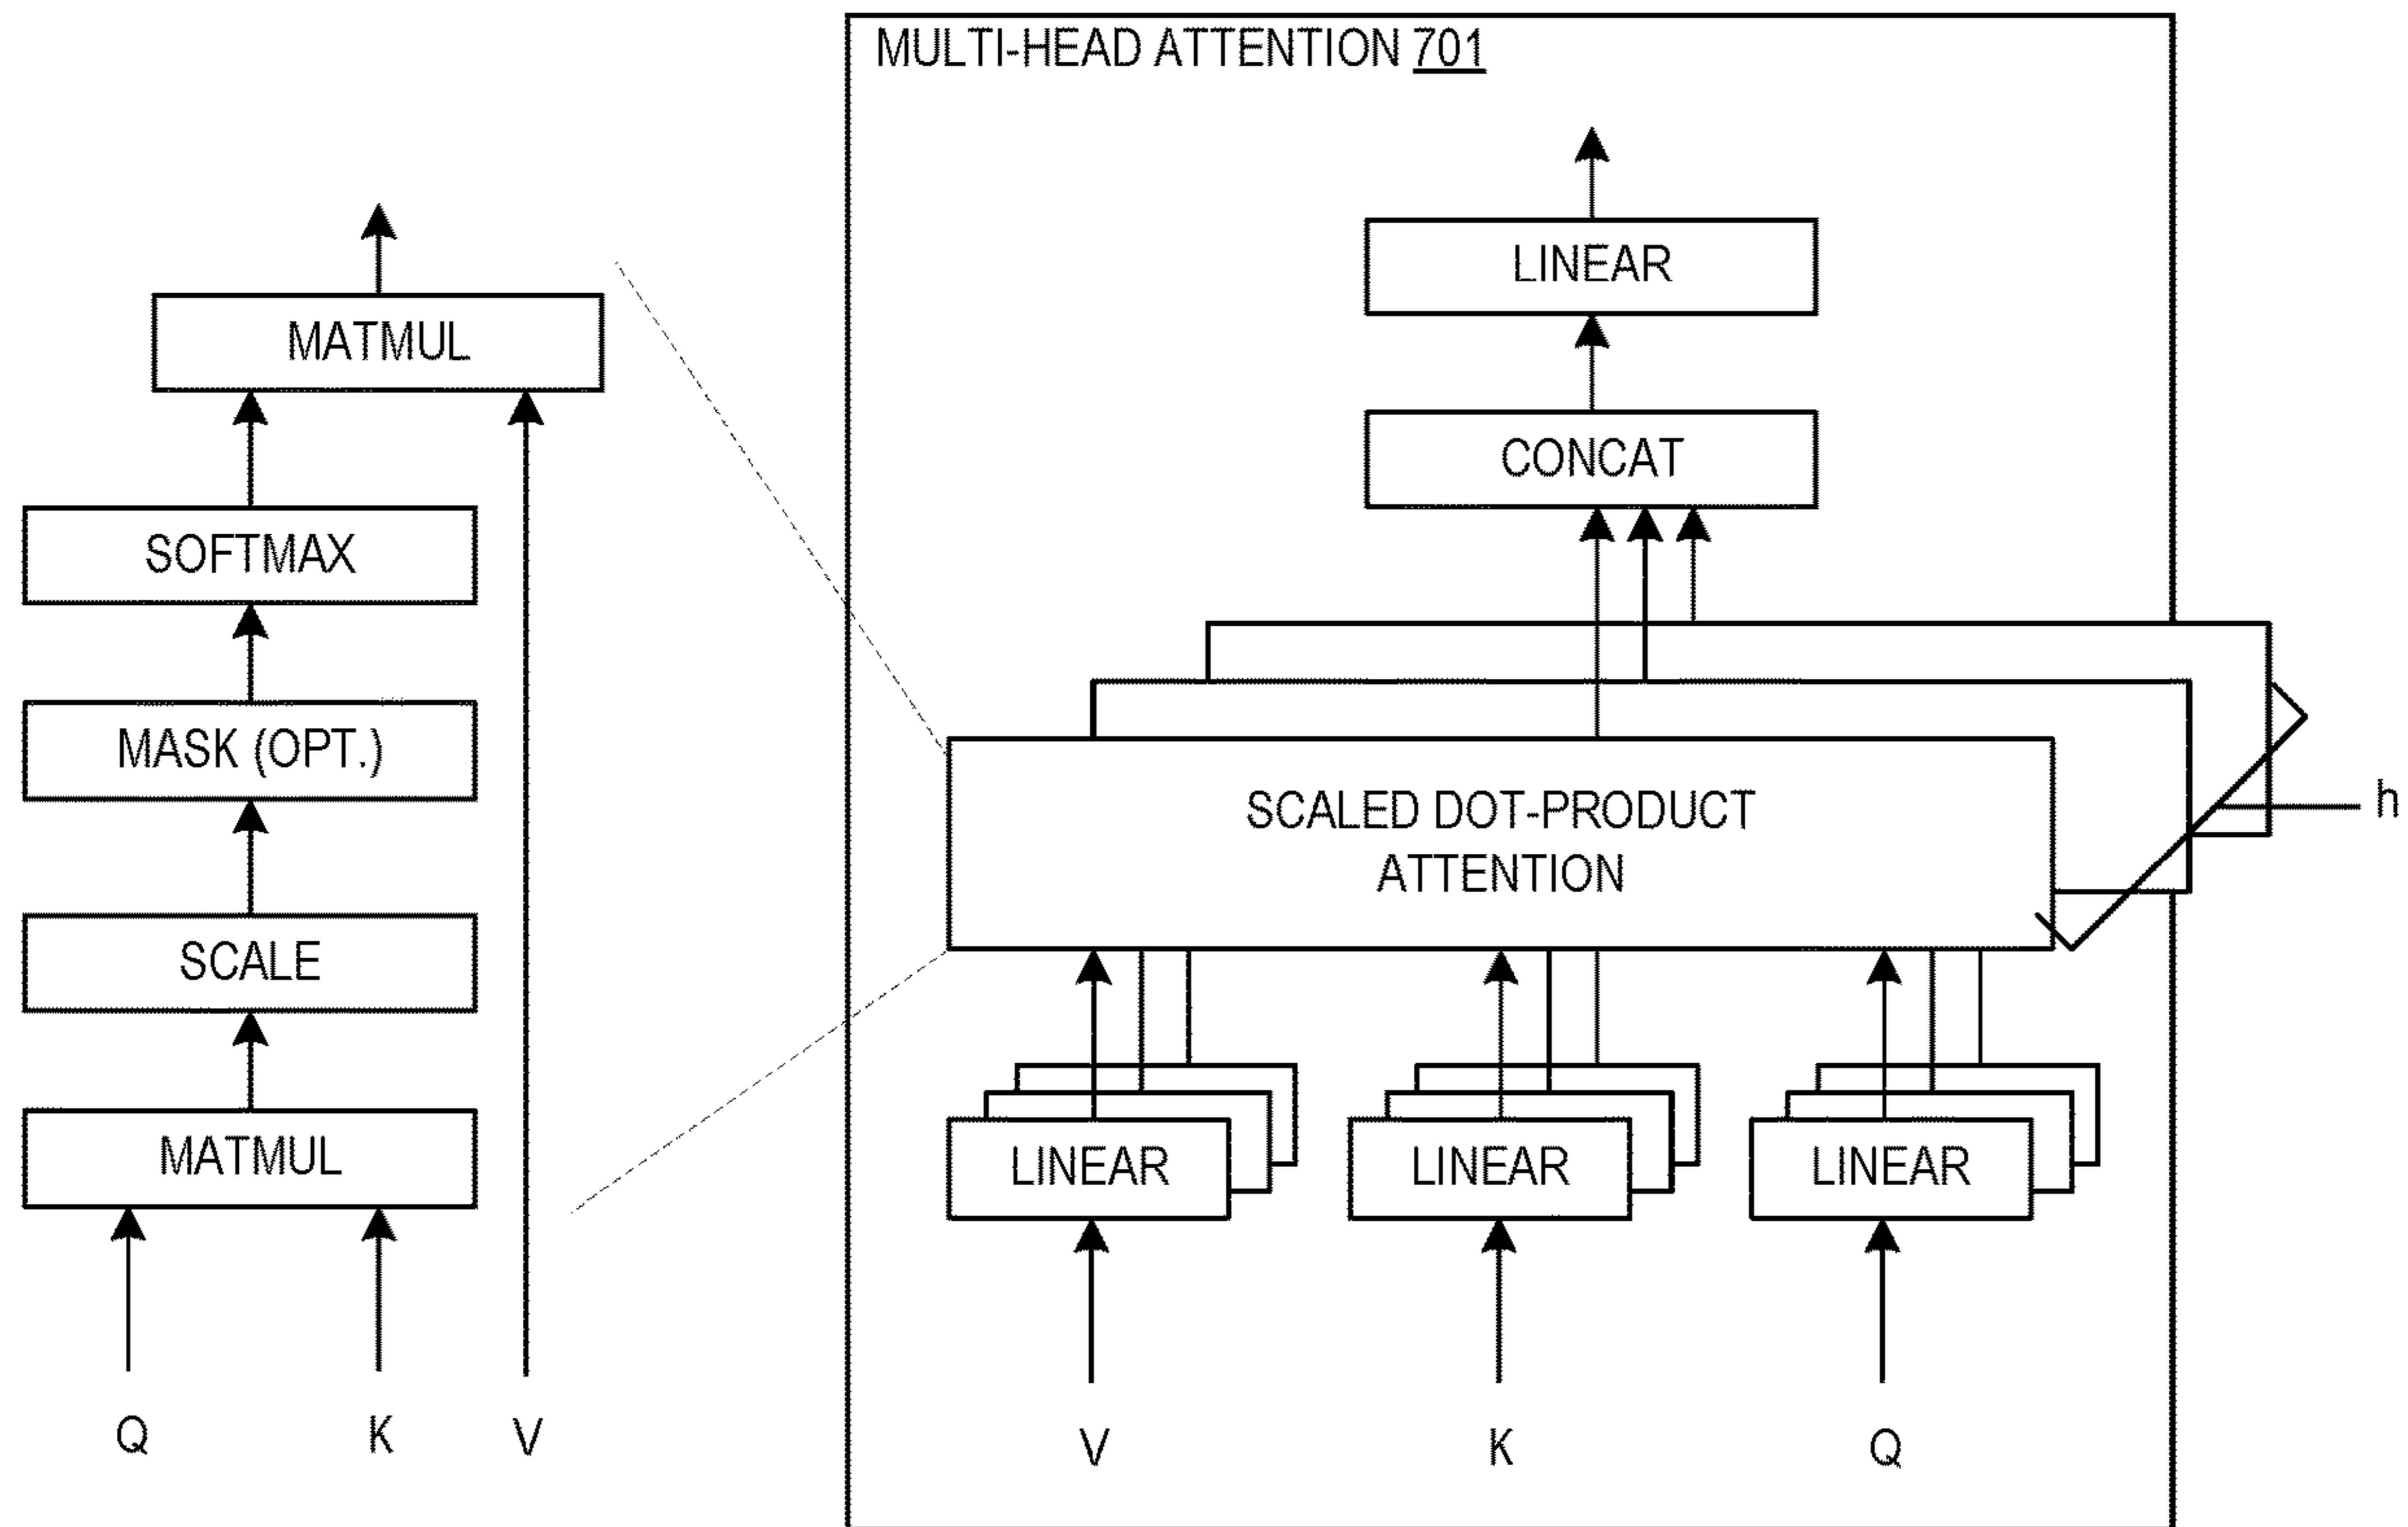 MULTI-HEAD ATTENTION 701
MATMUL
SOFTMAX
MASK (OPT.)
SCALE
MATMUL
Q K V
LINEAR
CONCAT
SCALED DOT-PRODUCT
ATTENTION
h
LINEAR LINEAR LINEAR
V K Q